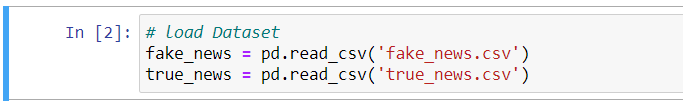 In [2]: # load Dataset
fake_news = pd.read_csv('fake_news.csv')
true_news = pd.read_csv('true_news.csv')